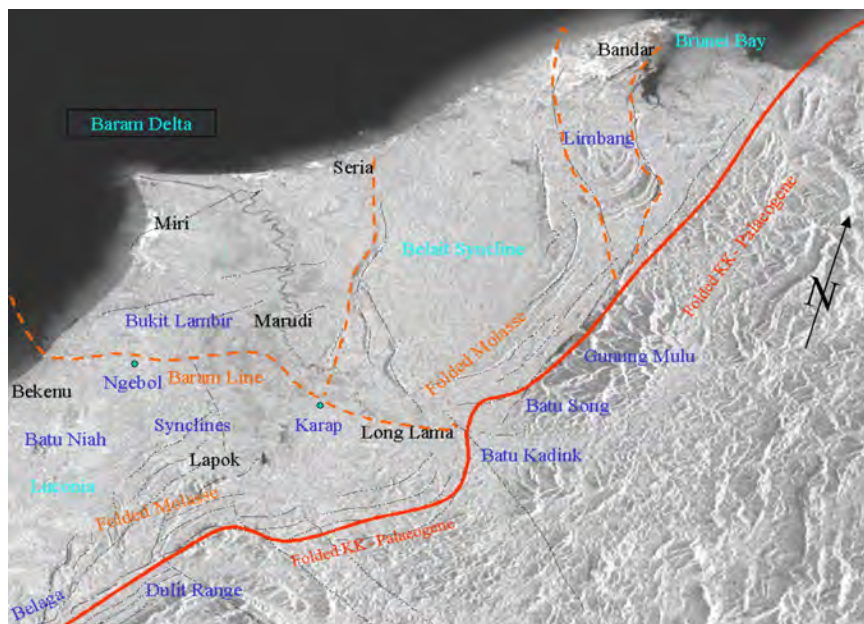 Bandar
Brunei Bay
Baram Delta
Limbang
Seria
Miri
Belait Syncline
Folded KK - Palaeogene
N
Bukit Lambir
Marudi
Folded Molasse
Gunung Mulu
Bekenu
Ngebol
Baram Line
Batu Song
Batu Niah
Synclines
Karap
Long Lama
Lapok
Batu Kadink
Luconia
Folded Molasse
Folded KK - Palaeogene
Belaga
Dulit Range